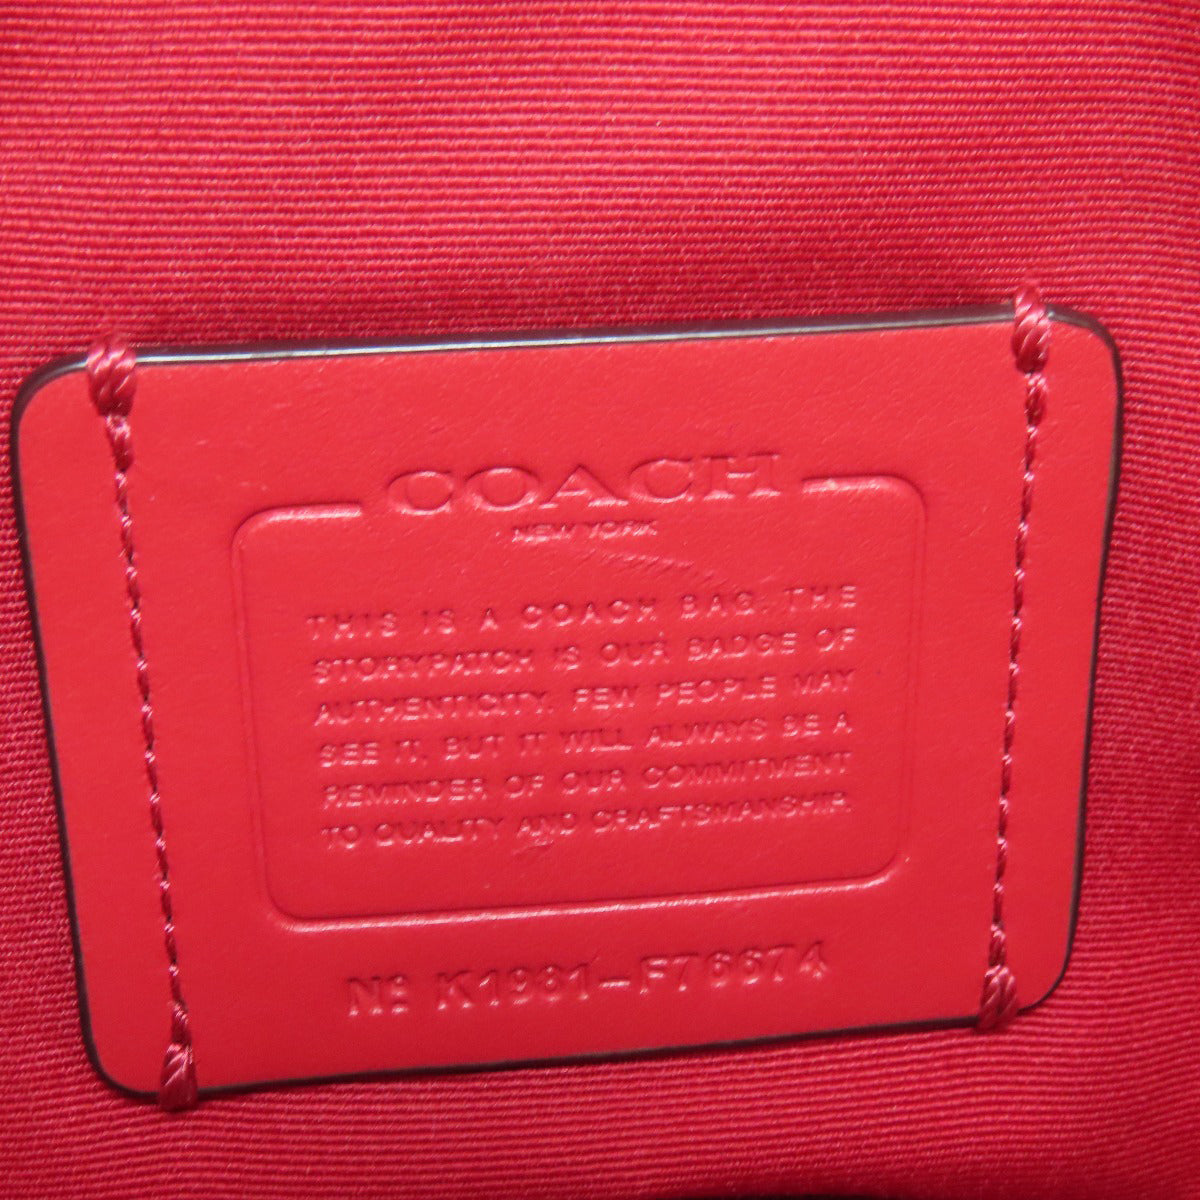 COACH
NEW YORK
THIS IS A COACH BAG. THE
STORYPATCH IS OUR BADGE OF
AUTHENTICITY. FEW PEOPLE MAY
SEE IT, BUT IT WILL ALWAYS BE A
REMINDER OF OUR COMMITMENT
TO QUALITY AND CRAFTSMANSHIP.
Nº K1981-F76674